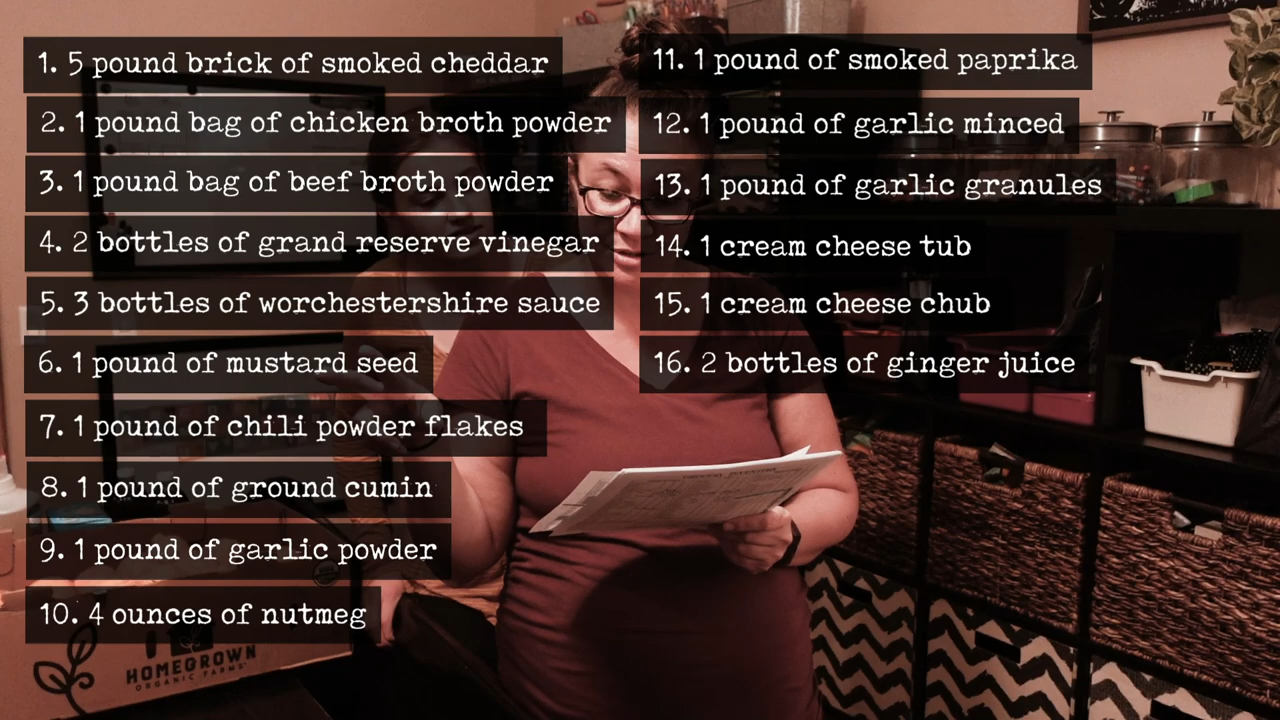 1. 5 pound brick of smoked cheddar
2. 1 pound bag of chicken broth powder
3. 1 pound bag of beef broth powder
4. 2 bottles of grand reserve vinegar
5. 3 bottles of worchestershire sauce
6. 1 pound of mustard seed
7. 1 pound of chili powder flakes
8. 1 pound of ground cumin
9. 1 pound of garlic powder
10. 4 ounces of nutmeg
11. 1 pound of smoked paprika
12. 1 pound of garlic minced
13. 1 pound of garlic granules
14. 1 cream cheese tub
15. 1 cream cheese chub
16. 2 bottles of ginger juice
HOMEGROWN
ORGANIC FARMS